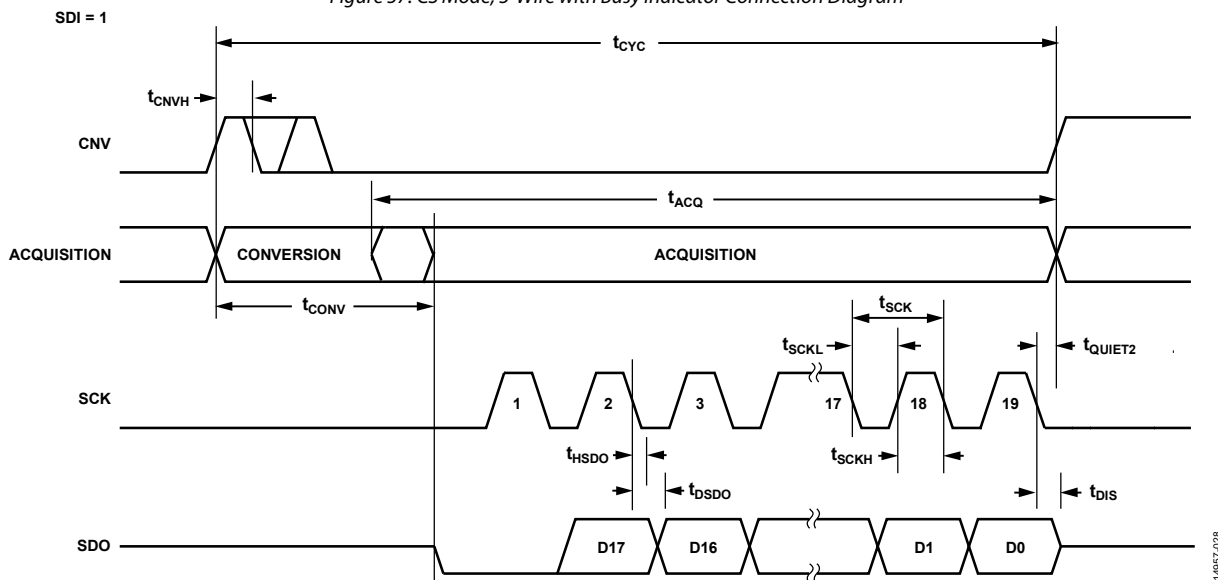 Figure 37. CS Mode, 3-Wire with Busy Indicator Connection Diagram
SDI = 1
tCYC
tCNVH
CNV
tACQ
ACQUISITION
CONVERSION
ACQUISITION
tCONV
tSCK
tSCKL
tQUIET2
SCK
1
2
3
17
18
19
tHSDO
tSCKH
tDSDO
tDIS
SDO
D17
D16
D1
D0
14957-028